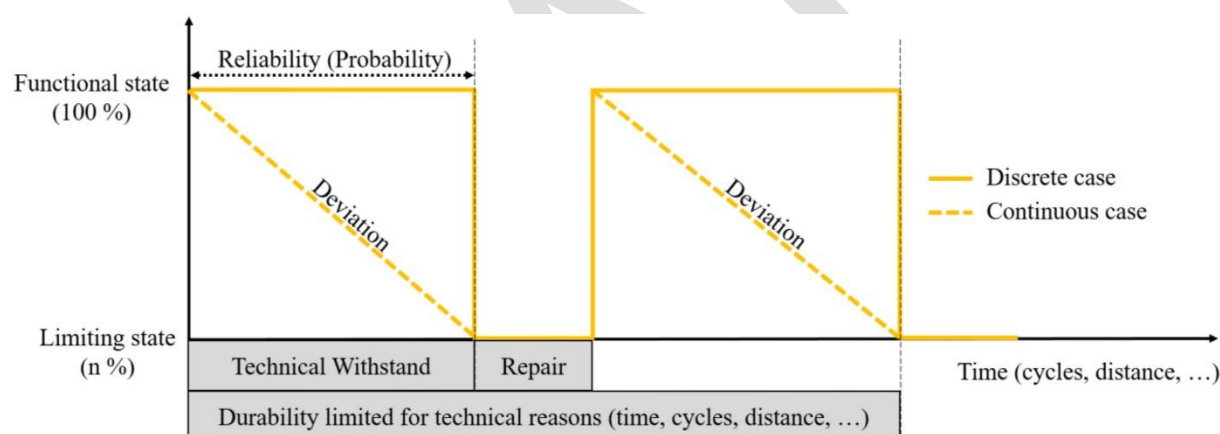 Reliability (Probability)
Functional state
(100 %)
Deviation
Deviation
Discrete case
Continuous case
Limiting state
(n %)
Technical Withstand
Repair
Time (cycles, distance, …)
Durability limited for technical reasons (time, cycles, distance, …)